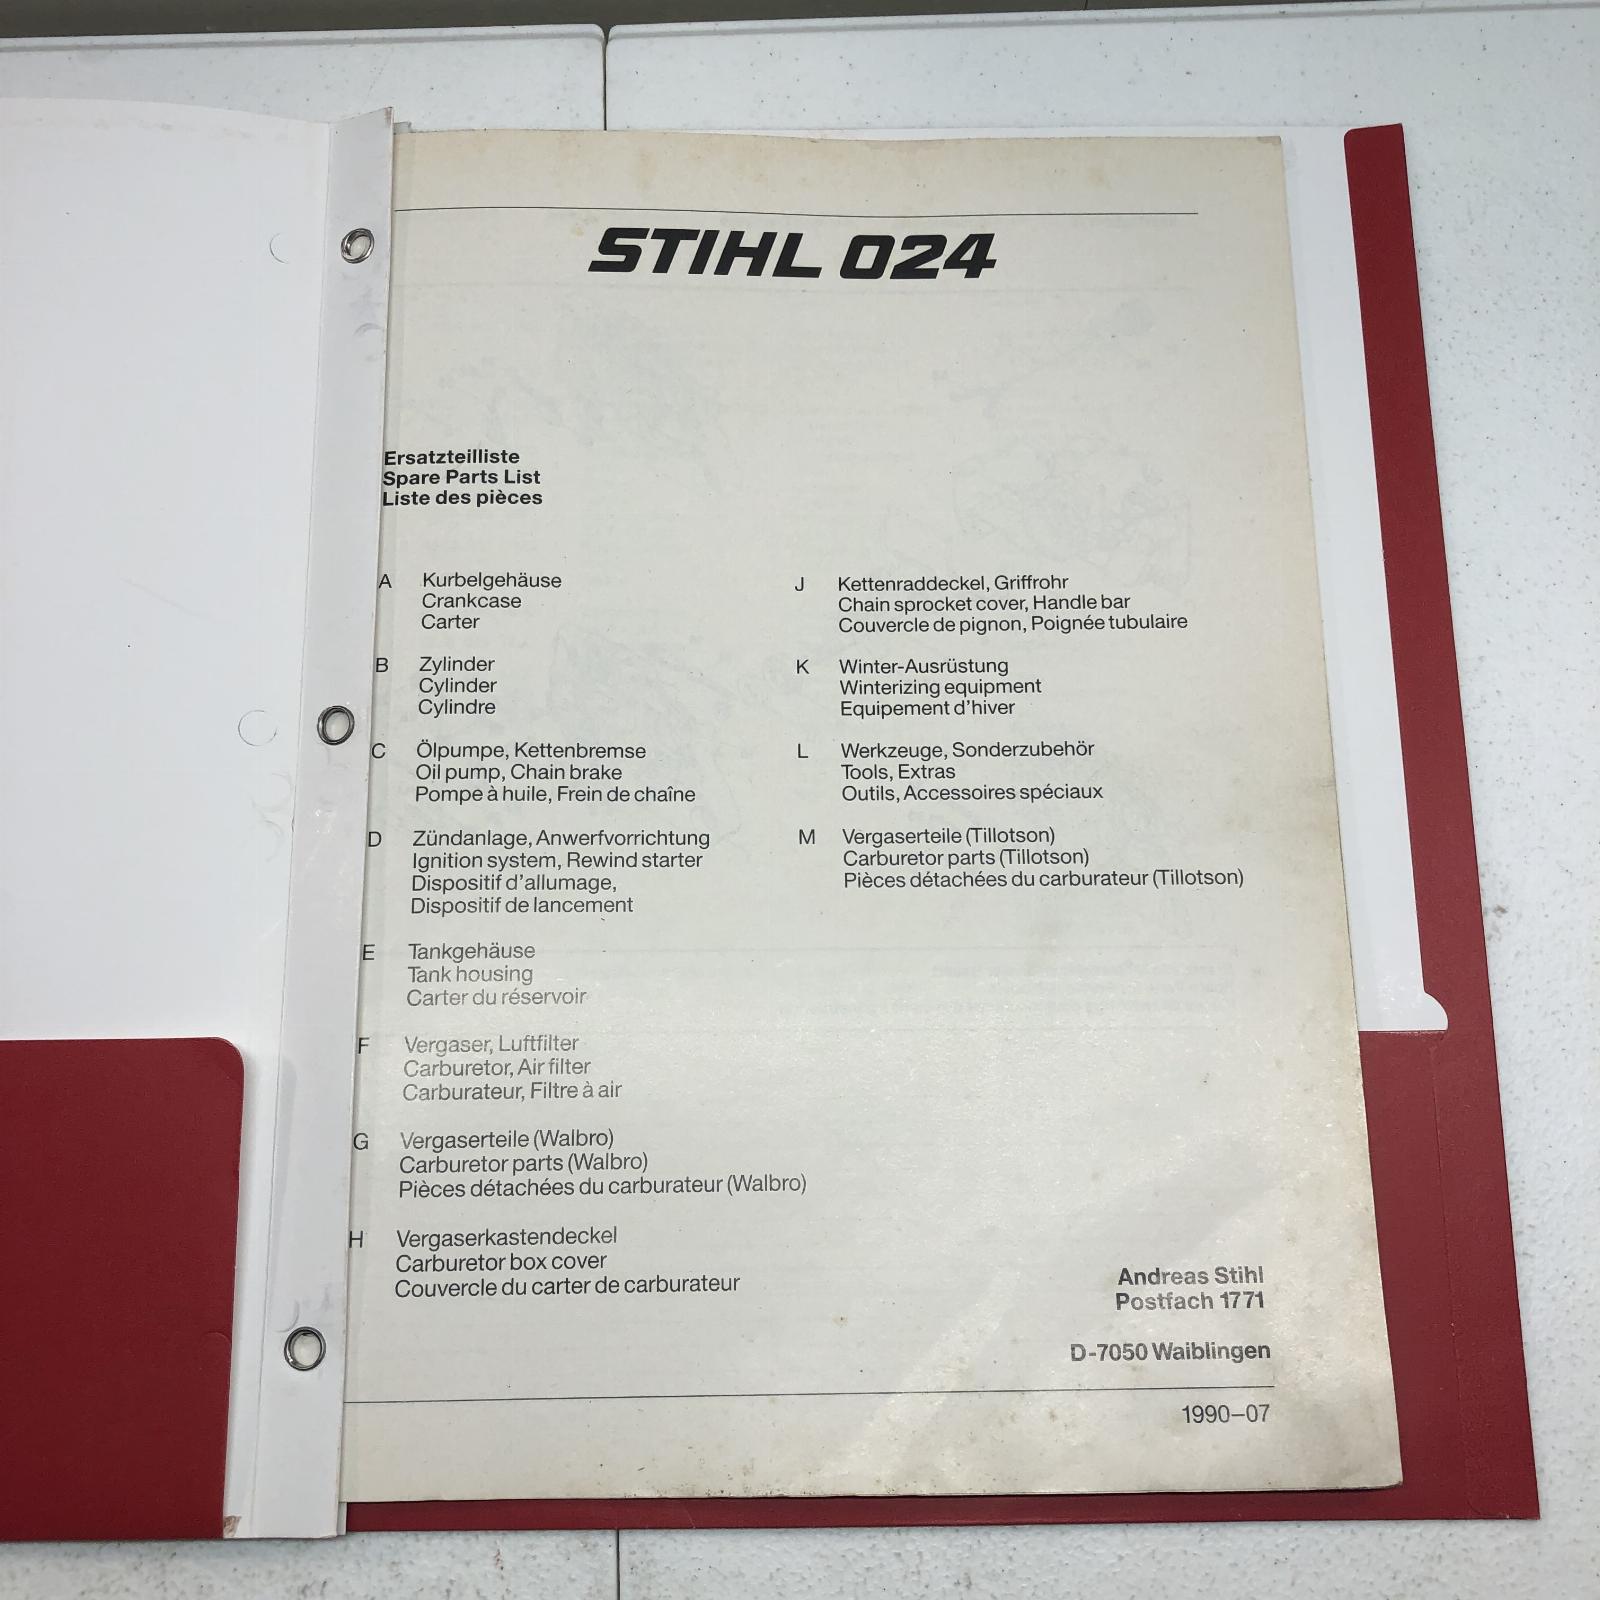 STIHL 024
Ersatzteilliste
Spare Parts List
Liste des pièces
A Kurbelgehäuse
Crankcase
Carter
B Zylinder
Cylinder
Cylindre
C Ölpumpe, Kettenbremse
Oil pump, Chain brake
Pompe à huile, Frein de chaîne
D Zündanlage, Anwerfvorrichtung
Ignition system, Rewind starter
Dispositif d'allumage,
Dispositif de lancement
E Tankgehäuse
Tank housing
Carter du réservoir
F Vergaser, Luftfilter
Carburetor, Air filter
Carburateur, Filtre à air
G Vergaserteile (Walbro)
Carburetor parts (Walbro)
Pièces détachées du carburateur (Walbro)
H Vergaserkastendeckel
Carburetor box cover
Couvercle du carter de carburateur
J Kettenraddeckel, Griffrohr
Chain sprocket cover, Handle bar
Couvercle de pignon, Poignée tubulaire
K Winter-Ausrüstung
Winterizing equipment
Equipement d'hiver
L Werkzeuge, Sonderzubehör
Tools, Extras
Outils, Accessoires spéciaux
M Vergaserteile (Tillotson)
Carburetor parts (Tillotson)
Pièces détachées du carburateur (Tillotson)
Andreas Stihl
Postfach 1771
D-7050 Waiblingen
1990–07